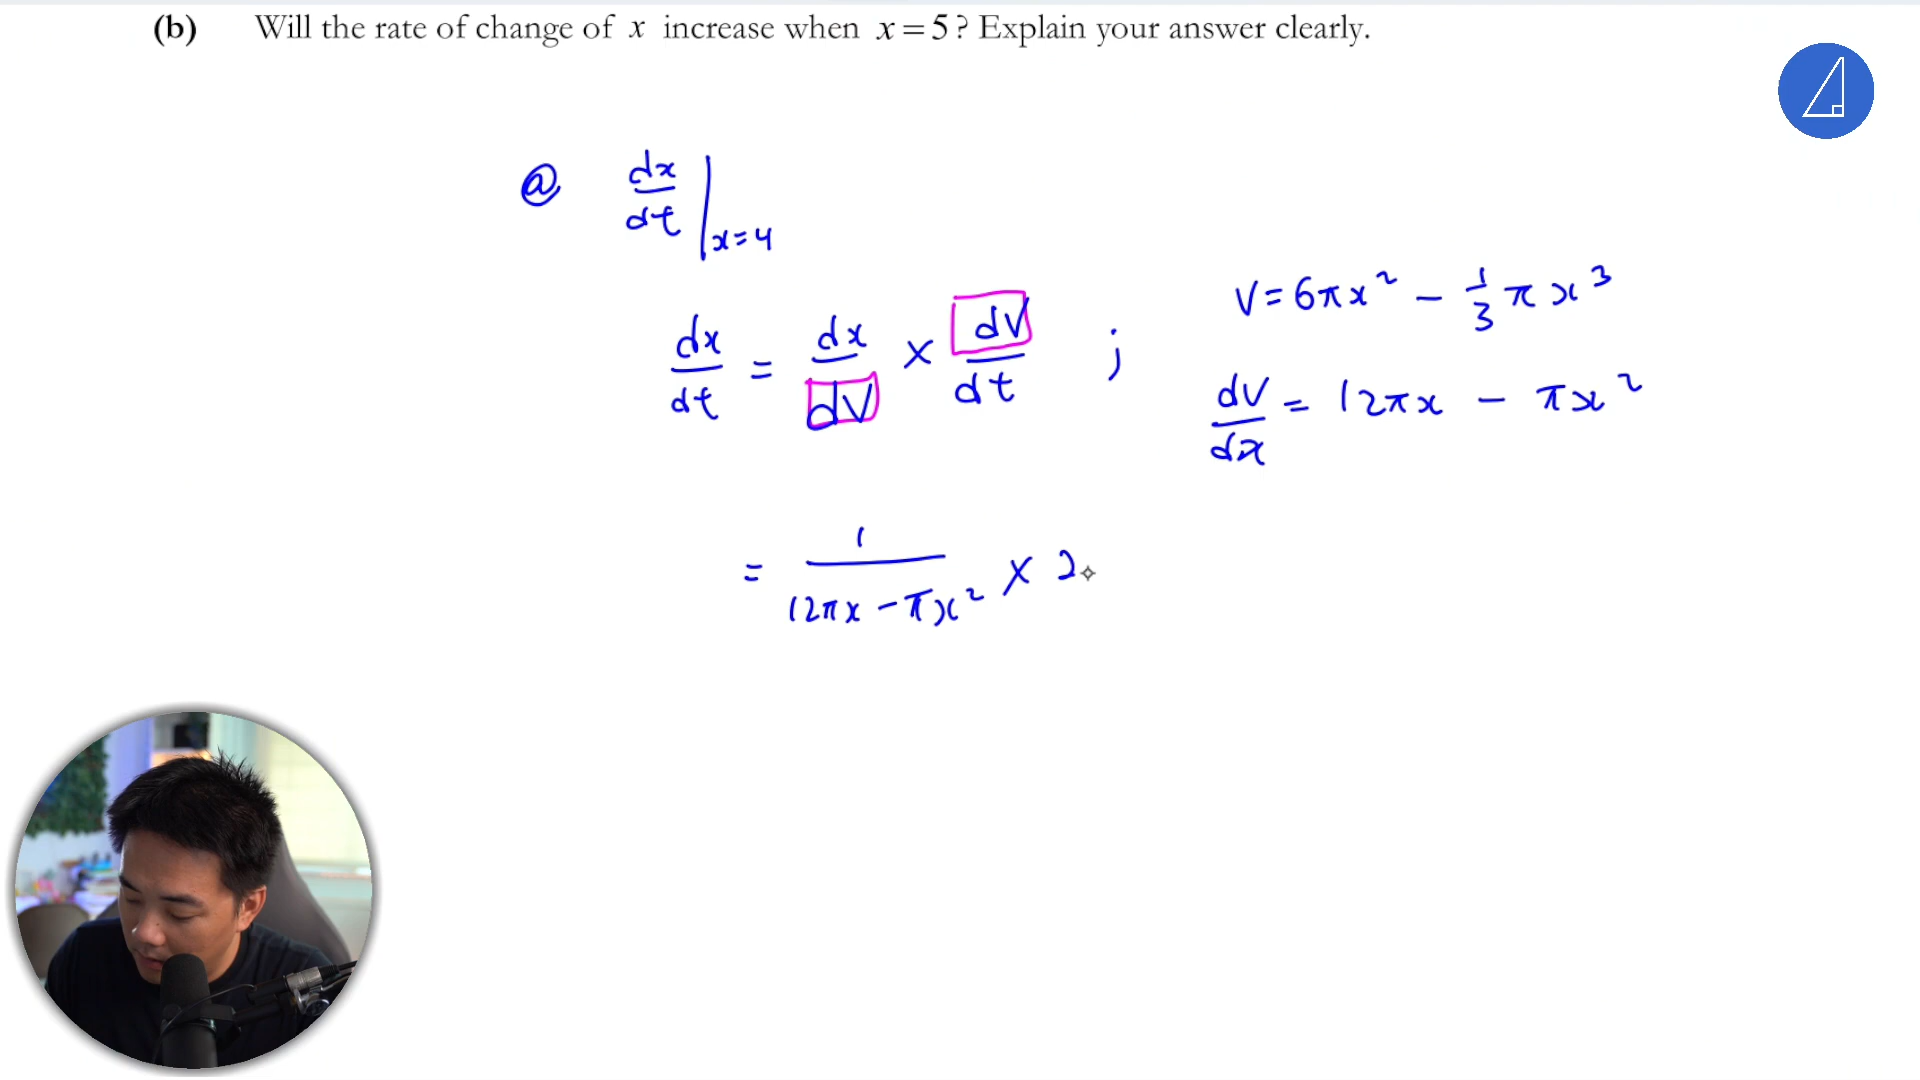 (b) Will the rate of change of x increase when x = 5? Explain your answer clearly.
@ dx/dt |x=4
V = 6πx² − 1/3 πx³
dx/dt = dx/dV × dV/dt ;
dV/dx = 12πx − πx²
= 1/(12πx − πx²) × 2